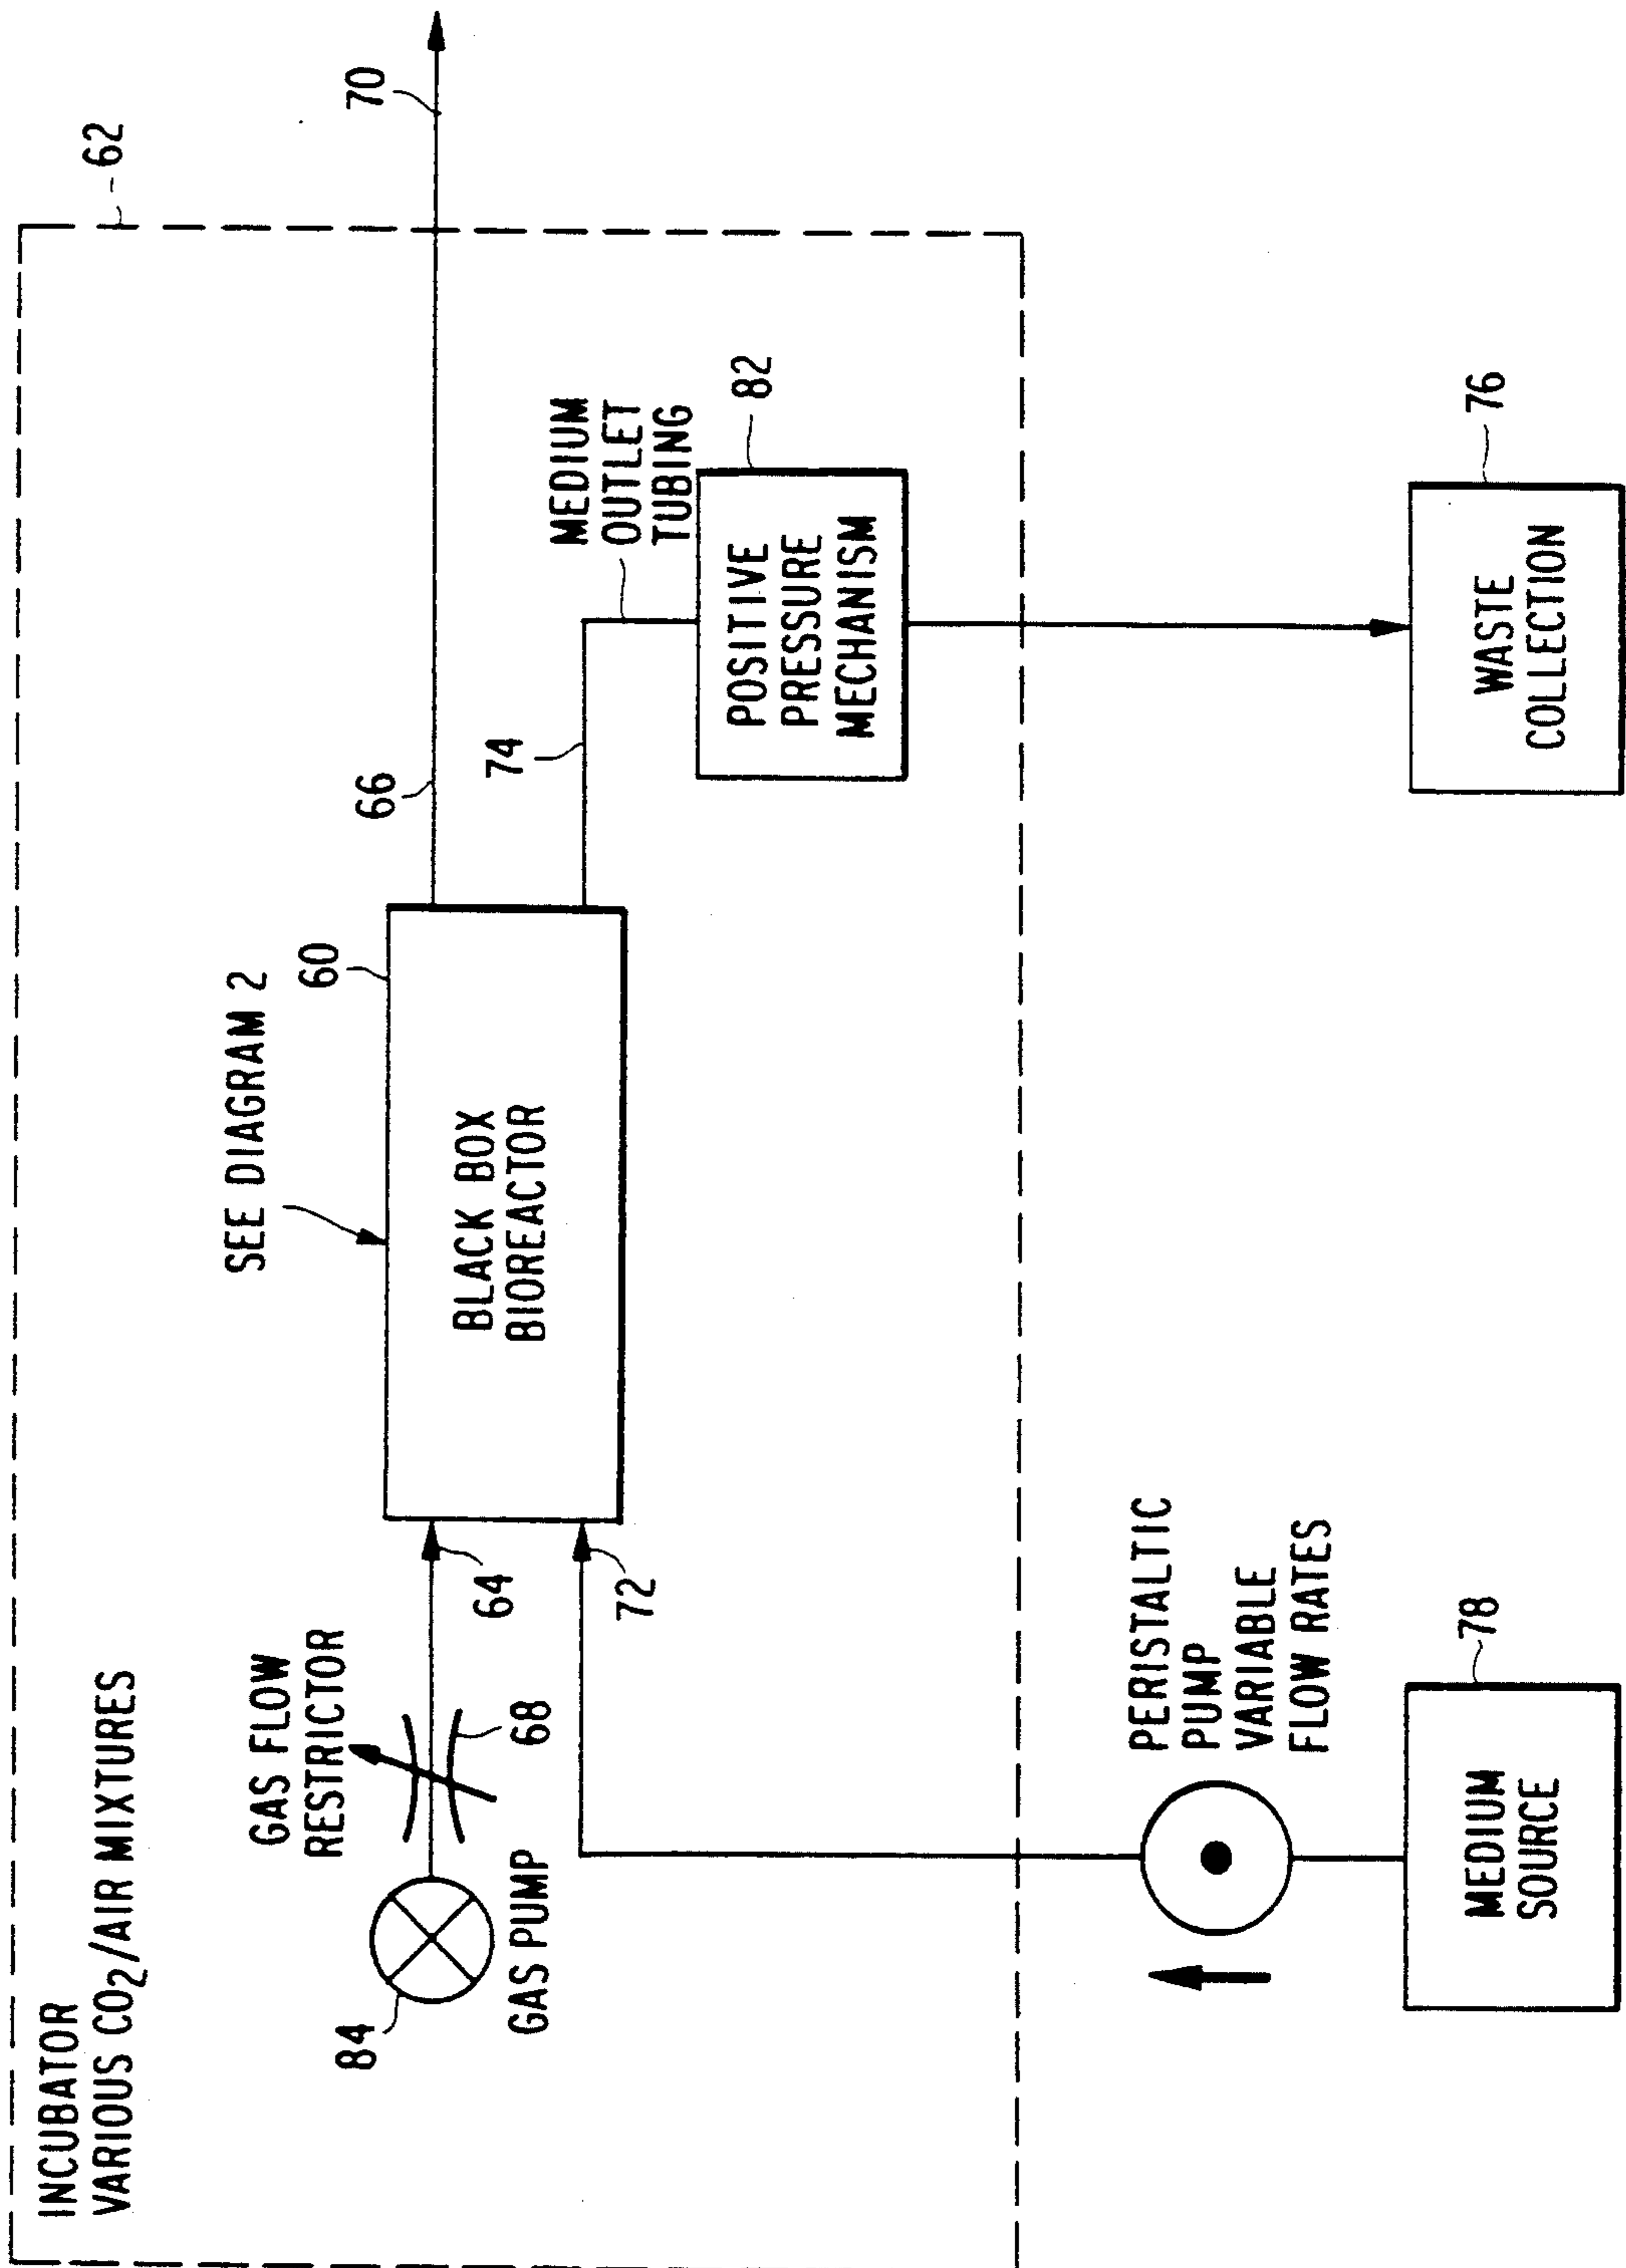 INCUBATOR
VARIOUS CO2/AIR MIXTURES
62
70
SEE DIAGRAM 2
60
66
GAS FLOW
RESTRICTOR
84
68
64
BLACK BOX
BIOREACTOR
74
MEDIUM
OUTLET
TUBING
GAS PUMP
72
82
POSITIVE
PRESSURE
MECHANISM
PERISTALTIC
PUMP
VARIABLE
FLOW RATES
78
MEDIUM
SOURCE
76
WASTE
COLLECTION